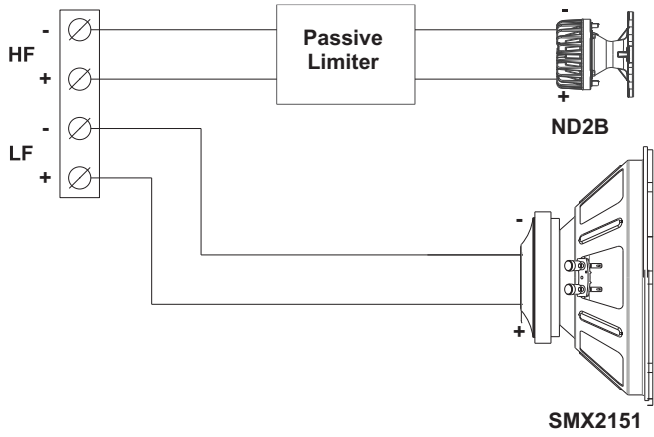 HF
-
+
LF
-
+
Passive
Limiter
-
+
ND2B
-
+
SMX2151